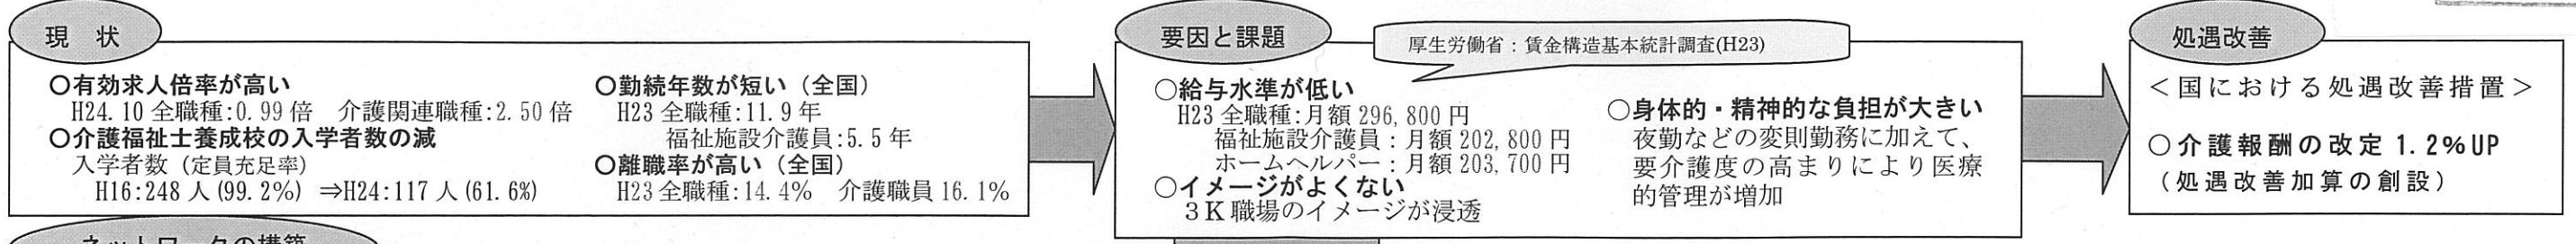 現 状
○有効求人倍率が高い
H24.10 全職種:0.99 倍 介護関連職種:2.50 倍
○介護福祉士養成校の入学者数の減
入学者数（定員充足率）
H16:248 人(99.2%) ⇒H24:117 人(61.6%)
○勤続年数が短い（全国）
H23 全職種:11.9 年
福祉施設介護員:5.5 年
○離職率が高い（全国）
H23 全職種:14.4% 介護職員 16.1%
要因と課題
厚生労働省：賃金構造基本統計調査(H23)
○給与水準が低い
H23 全職種:月額 296,800 円
福祉施設介護員：月額 202,800 円
ホームヘルパー：月額 203,700 円
○イメージがよくない
３Ｋ職場のイメージが浸透
○身体的・精神的な負担が大きい
夜勤などの変則勤務に加えて、
要介護度の高まりにより医療
的管理が増加
処遇改善
＜国における処遇改善措置＞
○介護報酬の改定 1.2%UP
（処遇改善加算の創設）
ネットワークの構築